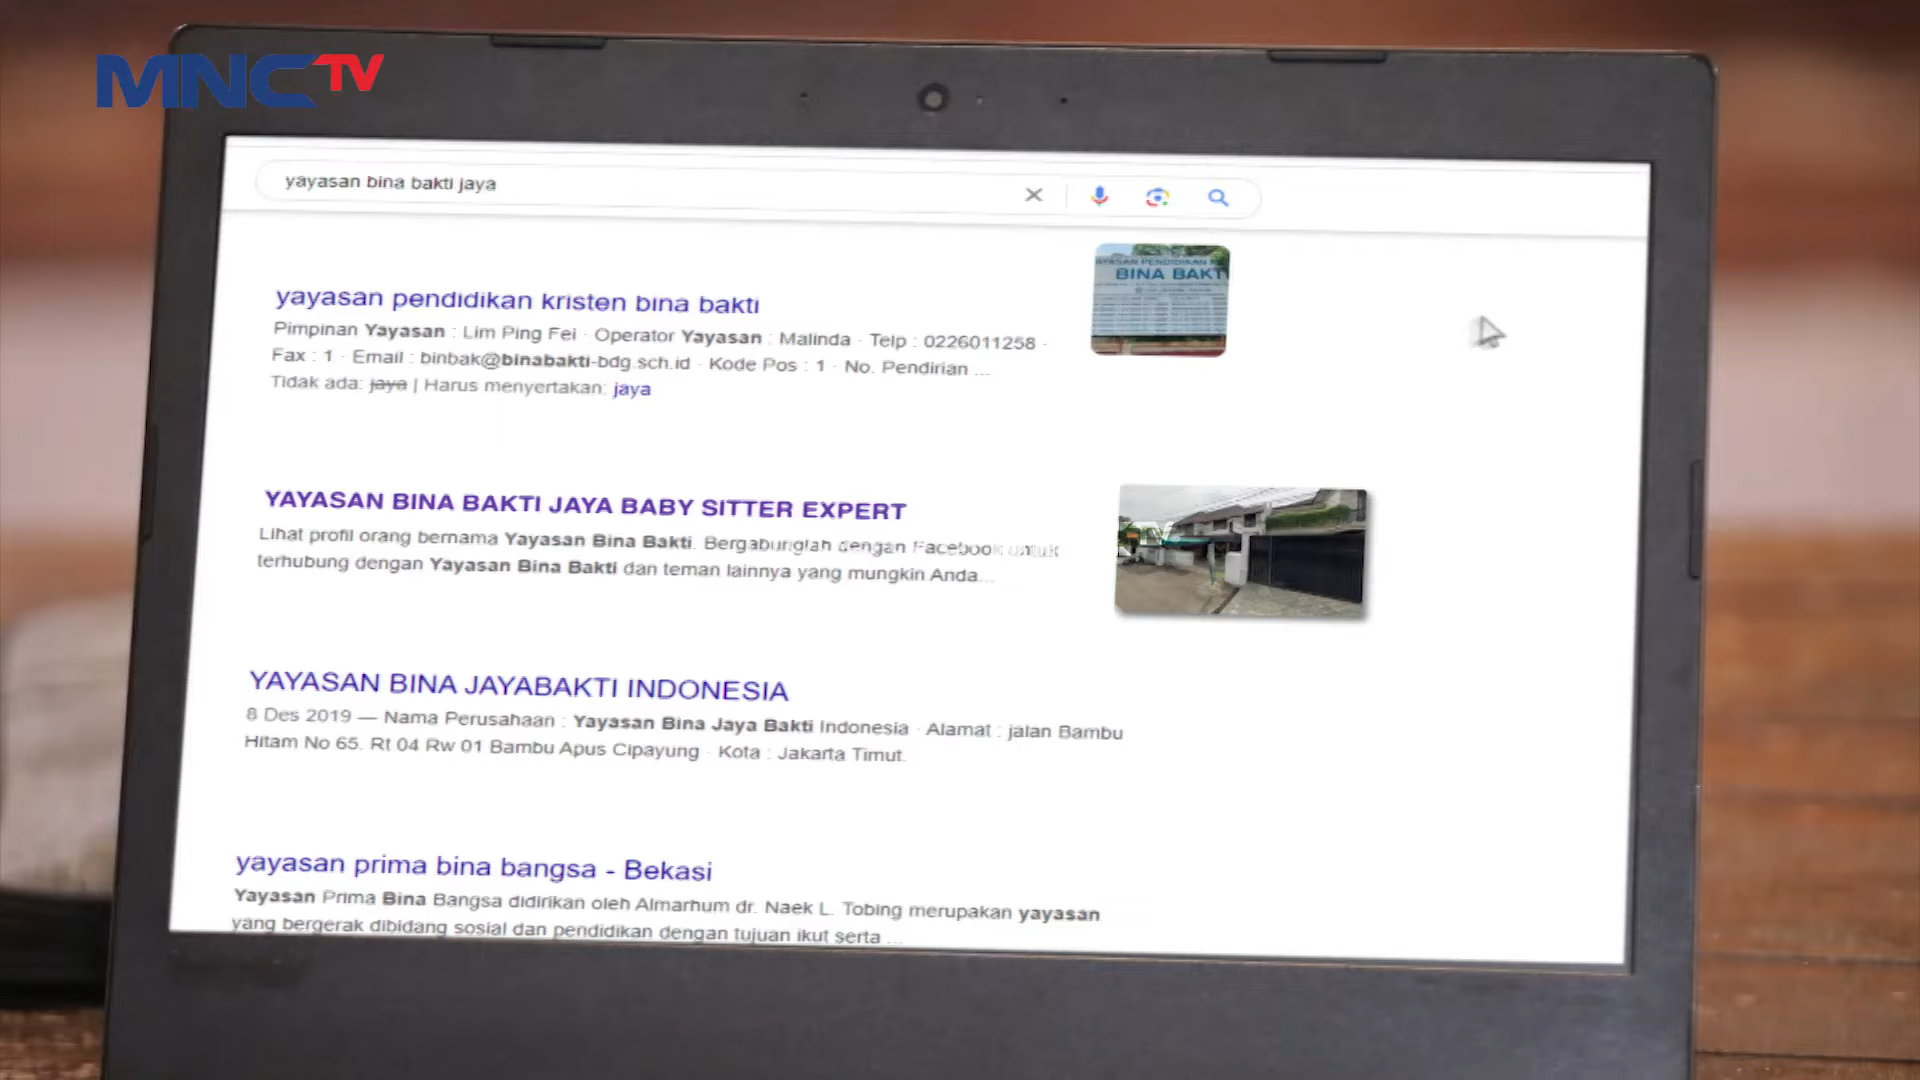 MNCTV
yayasan bina bakti jaya
yayasan pendidikan kristen bina bakti
Pimpinan Yayasan : Lim Ping Fei · Operator Yayasan : Malinda · Telp : 0226011258 ·
Fax : 1 · Email : binbak@binabakti-bdg.sch.id · Kode Pos : 1 · No. Pendirian ...
Tidak ada: jaya | Harus menyertakan: jaya
YAYASAN PENDIDIKAN
BINA BAKT
YAYASAN BINA BAKTI JAYA BABY SITTER EXPERT
Lihat profil orang bernama Yayasan Bina Bakti. Bergabunglah dengan Facebook untuk
terhubung dengan Yayasan Bina Bakti dan teman lainnya yang mungkin Anda...
YAYASAN BINA JAYABAKTI INDONESIA
8 Des 2019 — Nama Perusahaan : Yayasan Bina Jaya Bakti Indonesia · Alamat : jalan Bambu
Hitam No 65. Rt 04 Rw 01 Bambu Apus Cipayung · Kota : Jakarta Timut.
yayasan prima bina bangsa - Bekasi
Yayasan Prima Bina Bangsa didirikan oleh Almarhum dr. Naek L. Tobing merupakan yayasan
yang bergerak dibidang sosial dan pendidikan dengan tujuan ikut serta ...